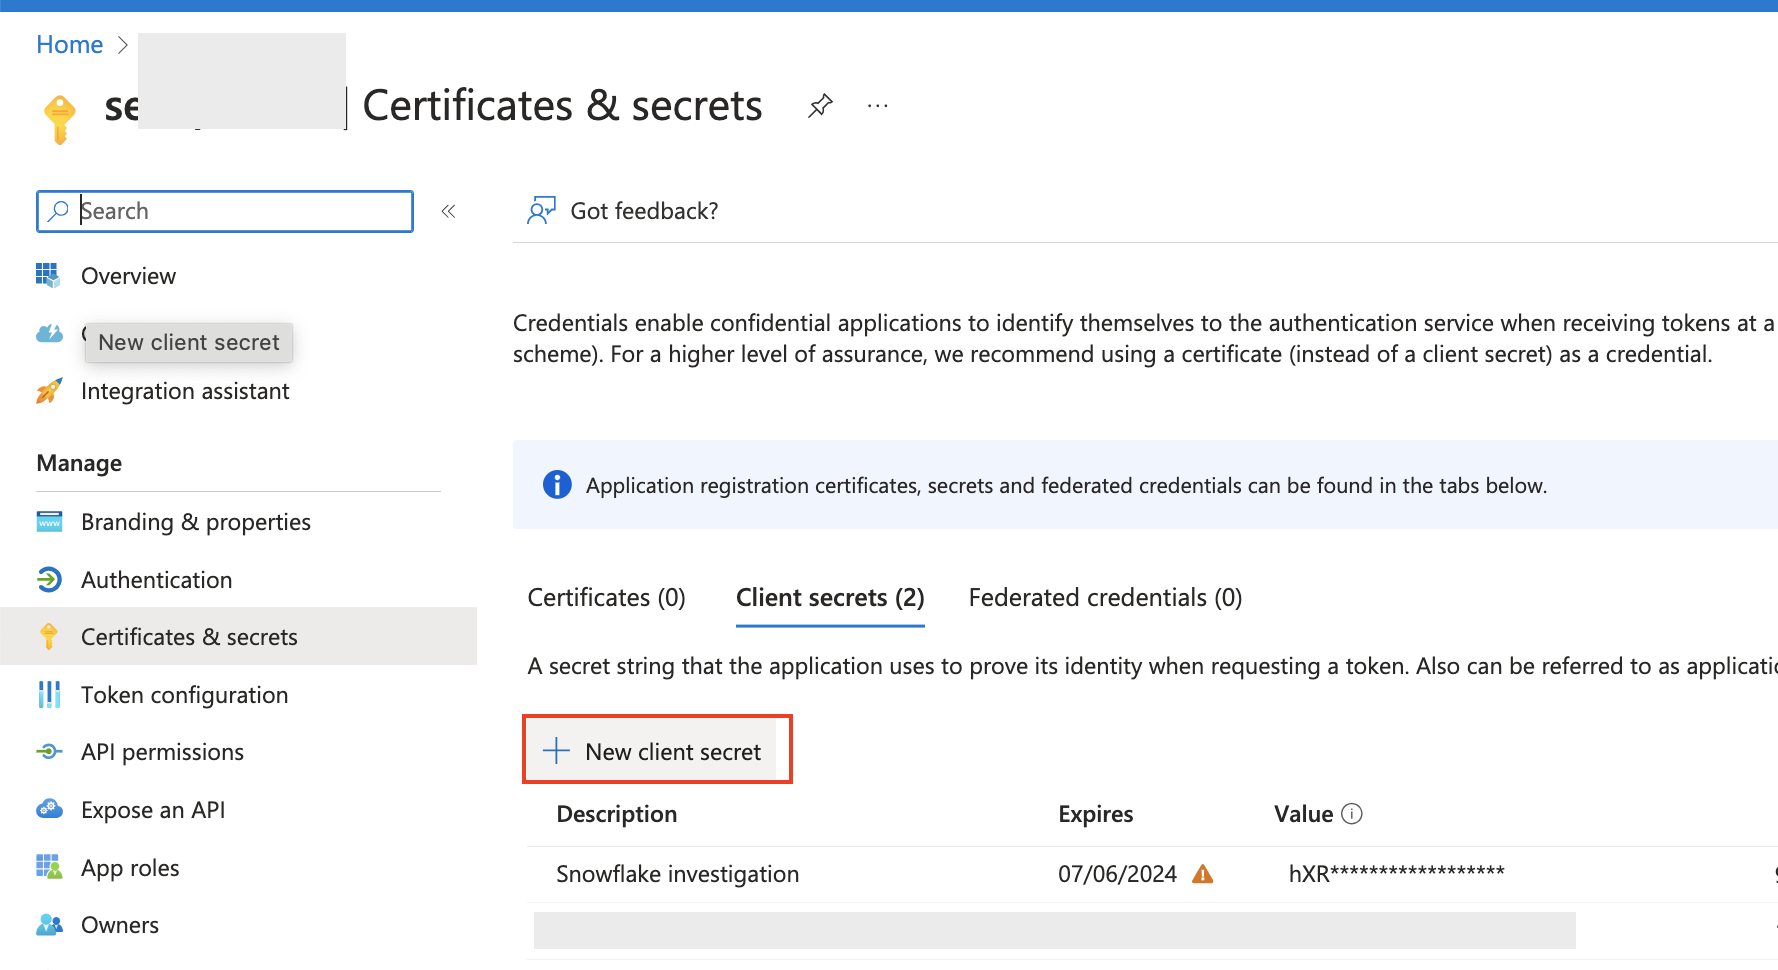 Home
se | Certificates & secrets
Search
Got feedback?
Overview
New client secret
Integration assistant
Manage
Branding & properties
Authentication
Certificates & secrets
Token configuration
API permissions
Expose an API
App roles
Owners
Credentials enable confidential applications to identify themselves to the authentication service when receiving tokens at a
scheme). For a higher level of assurance, we recommend using a certificate (instead of a client secret) as a credential.
Application registration certificates, secrets and federated credentials can be found in the tabs below.
Certificates (0) Client secrets (2) Federated credentials (0)
A secret string that the application uses to prove its identity when requesting a token. Also can be referred to as
New client secret
Description Expires Value
Snowflake investigation 07/06/2024 hXR******************